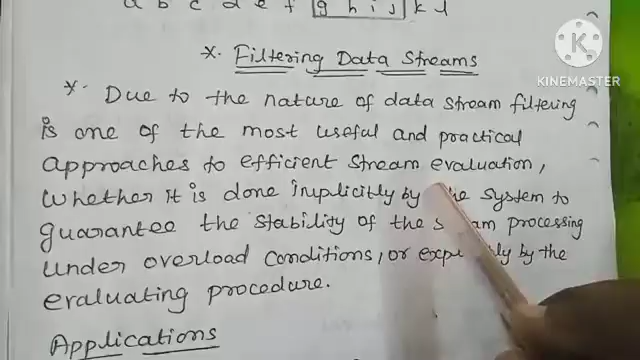 a b c d e f g h i j k l
* Filtering Data Streams
* Due to the nature of data stream filtering
is one of the most useful and practical
approaches to efficient stream evaluation,
whether it is done implicitly by the system to
guarantee the stability of the processing
under overload conditions, or by the
evaluating procedure.
Applications
KINEMASTER